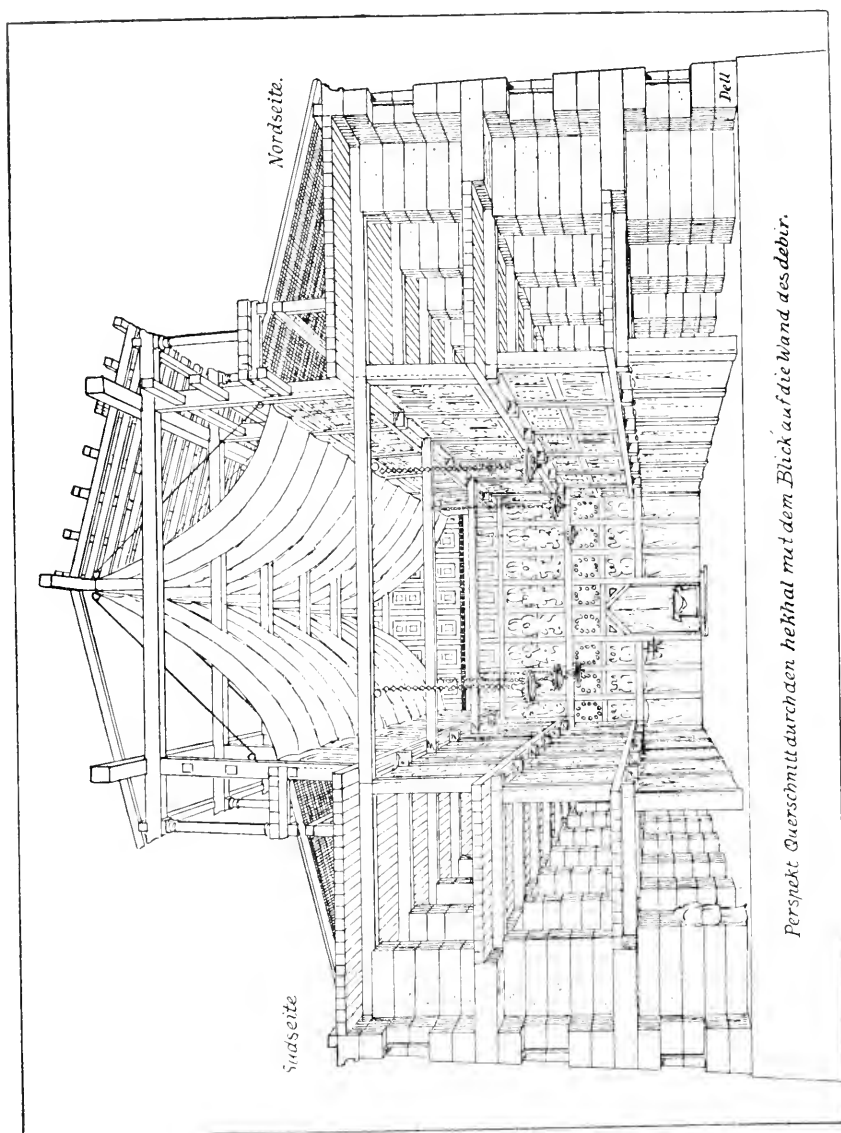 Südseite
Nordseite.
Dell
Perspekt. Querschnitt durch den hekhal mit dem Blick auf die Wand des debir.